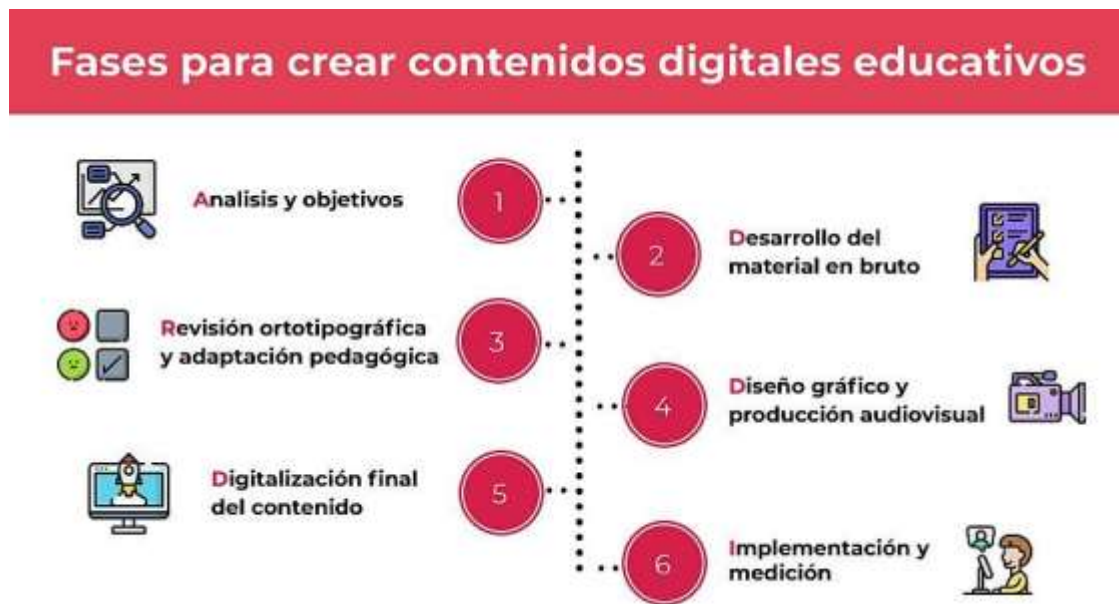 Fases para crear contenidos digitales educativos
1
Analisis y objetivos
2
Desarrollo del
material en bruto
3
Revisión ortotipográfica
y adaptación pedagógica
4
Diseño gráfico y
producción audiovisual
5
Digitalización final
del contenido
6
Implementación y
medición